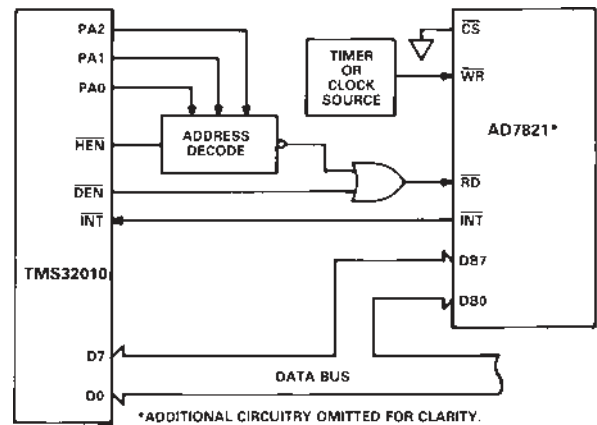 PA2
PA1
PA0
HEN
DEN
INT
TMS32010
D7
D0
ADDRESS
DECODE
TIMER
OR
CLOCK
SOURCE
CS
WR
AD7821*
RD
INT
DB7
DB0
DATA BUS
*ADDITIONAL CIRCUITRY OMITTED FOR CLARITY.